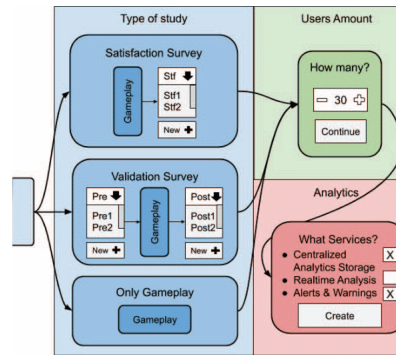 Type of study
Users Amount
Satisfaction Survey
Gameplay
Stf
Stf1
Stf2
New +
How many?
− 30 +
Continue
Validation Survey
Pre
Pre1
Pre2
New +
Gameplay
Post
Post1
Post2
New +
Only Gameplay
Gameplay
Analytics
What Services?
● Centralized X
Analytics Storage
● Realtime Analysis
● Alerts & Warnings X
Create